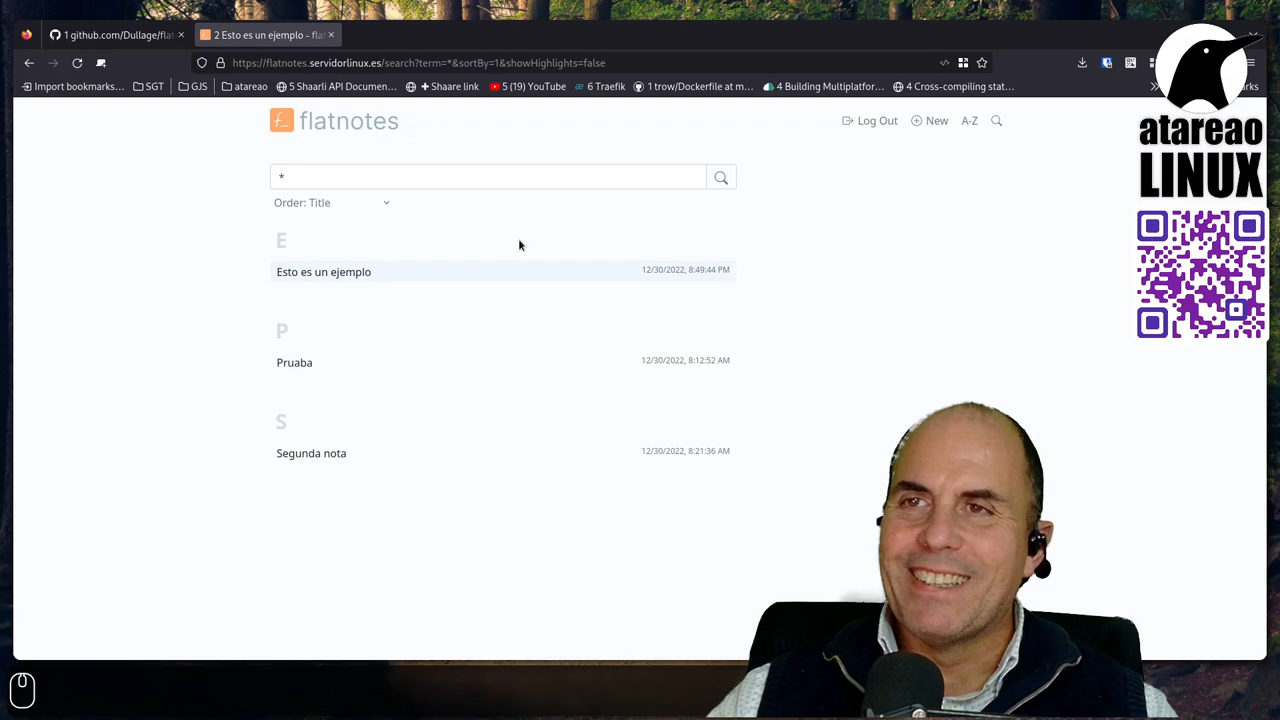 1 github.com/Dullage/flat
2 Esto es un ejemplo - flat
https://flatnotes.servidorlinux.es/search?term=*&sortBy=1&showHighlights=false
Import bookmarks... SGT GJS atareao 5 Shaarli API Documen... + Shaare link 5 (19) YouTube 6 Traefik 1 trow/Dockerfile at m... 4 Building Multiplatfor... 4 Cross-compiling stat...
flatnotes
Log Out New A-Z
*
Order: Title
E
Esto es un ejemplo 12/30/2022, 8:49:44 PM
P
Pruaba 12/30/2022, 8:12:52 AM
S
Segunda nota 12/30/2022, 8:21:36 AM
atareao
LINUX